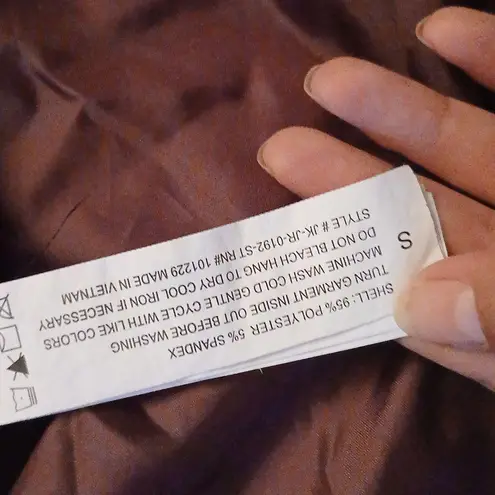 S
SHELL: 95% POLYESTER 5% SPANDEX
TURN GARMENT INSIDE OUT BEFORE WASHING
MACHINE WASH COLD GENTLE CYCLE WITH LIKE COLORS
DO NOT BLEACH HANG TO DRY COOL IRON IF NECESSARY
STYLE # JK-JR-0192-ST RN# 101229 MADE IN VIETNAM